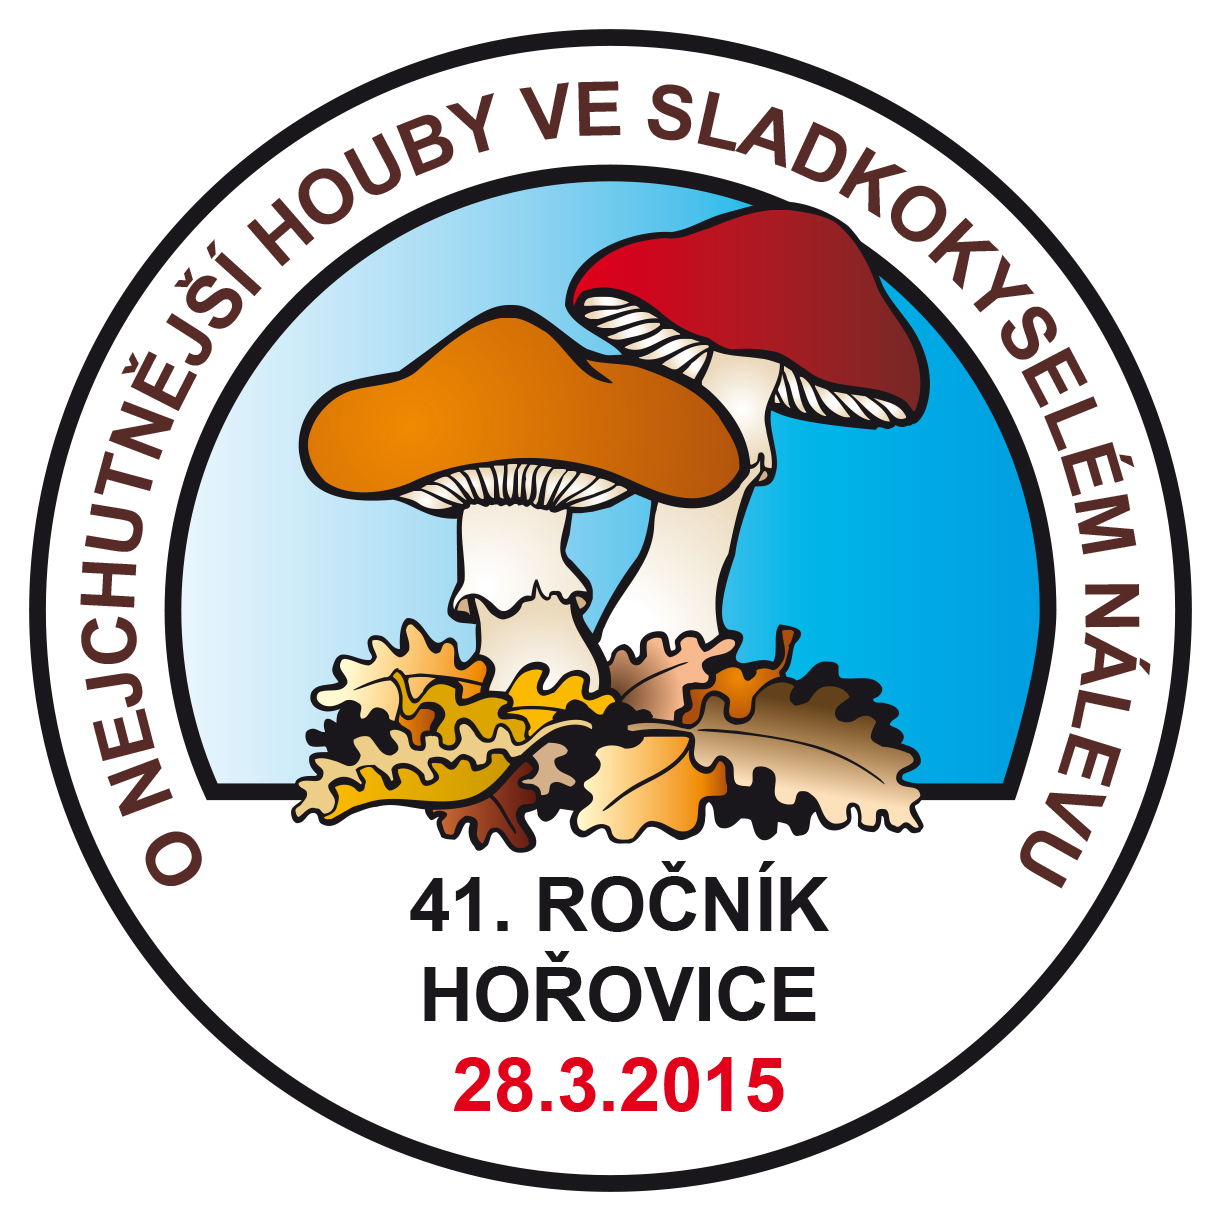 O NEJCHUTNĚJŠÍ HOUBY VE SLADKOKYSELÉM NÁLEVU
41. ROČNÍK
HOŘOVICE
28.3.2015